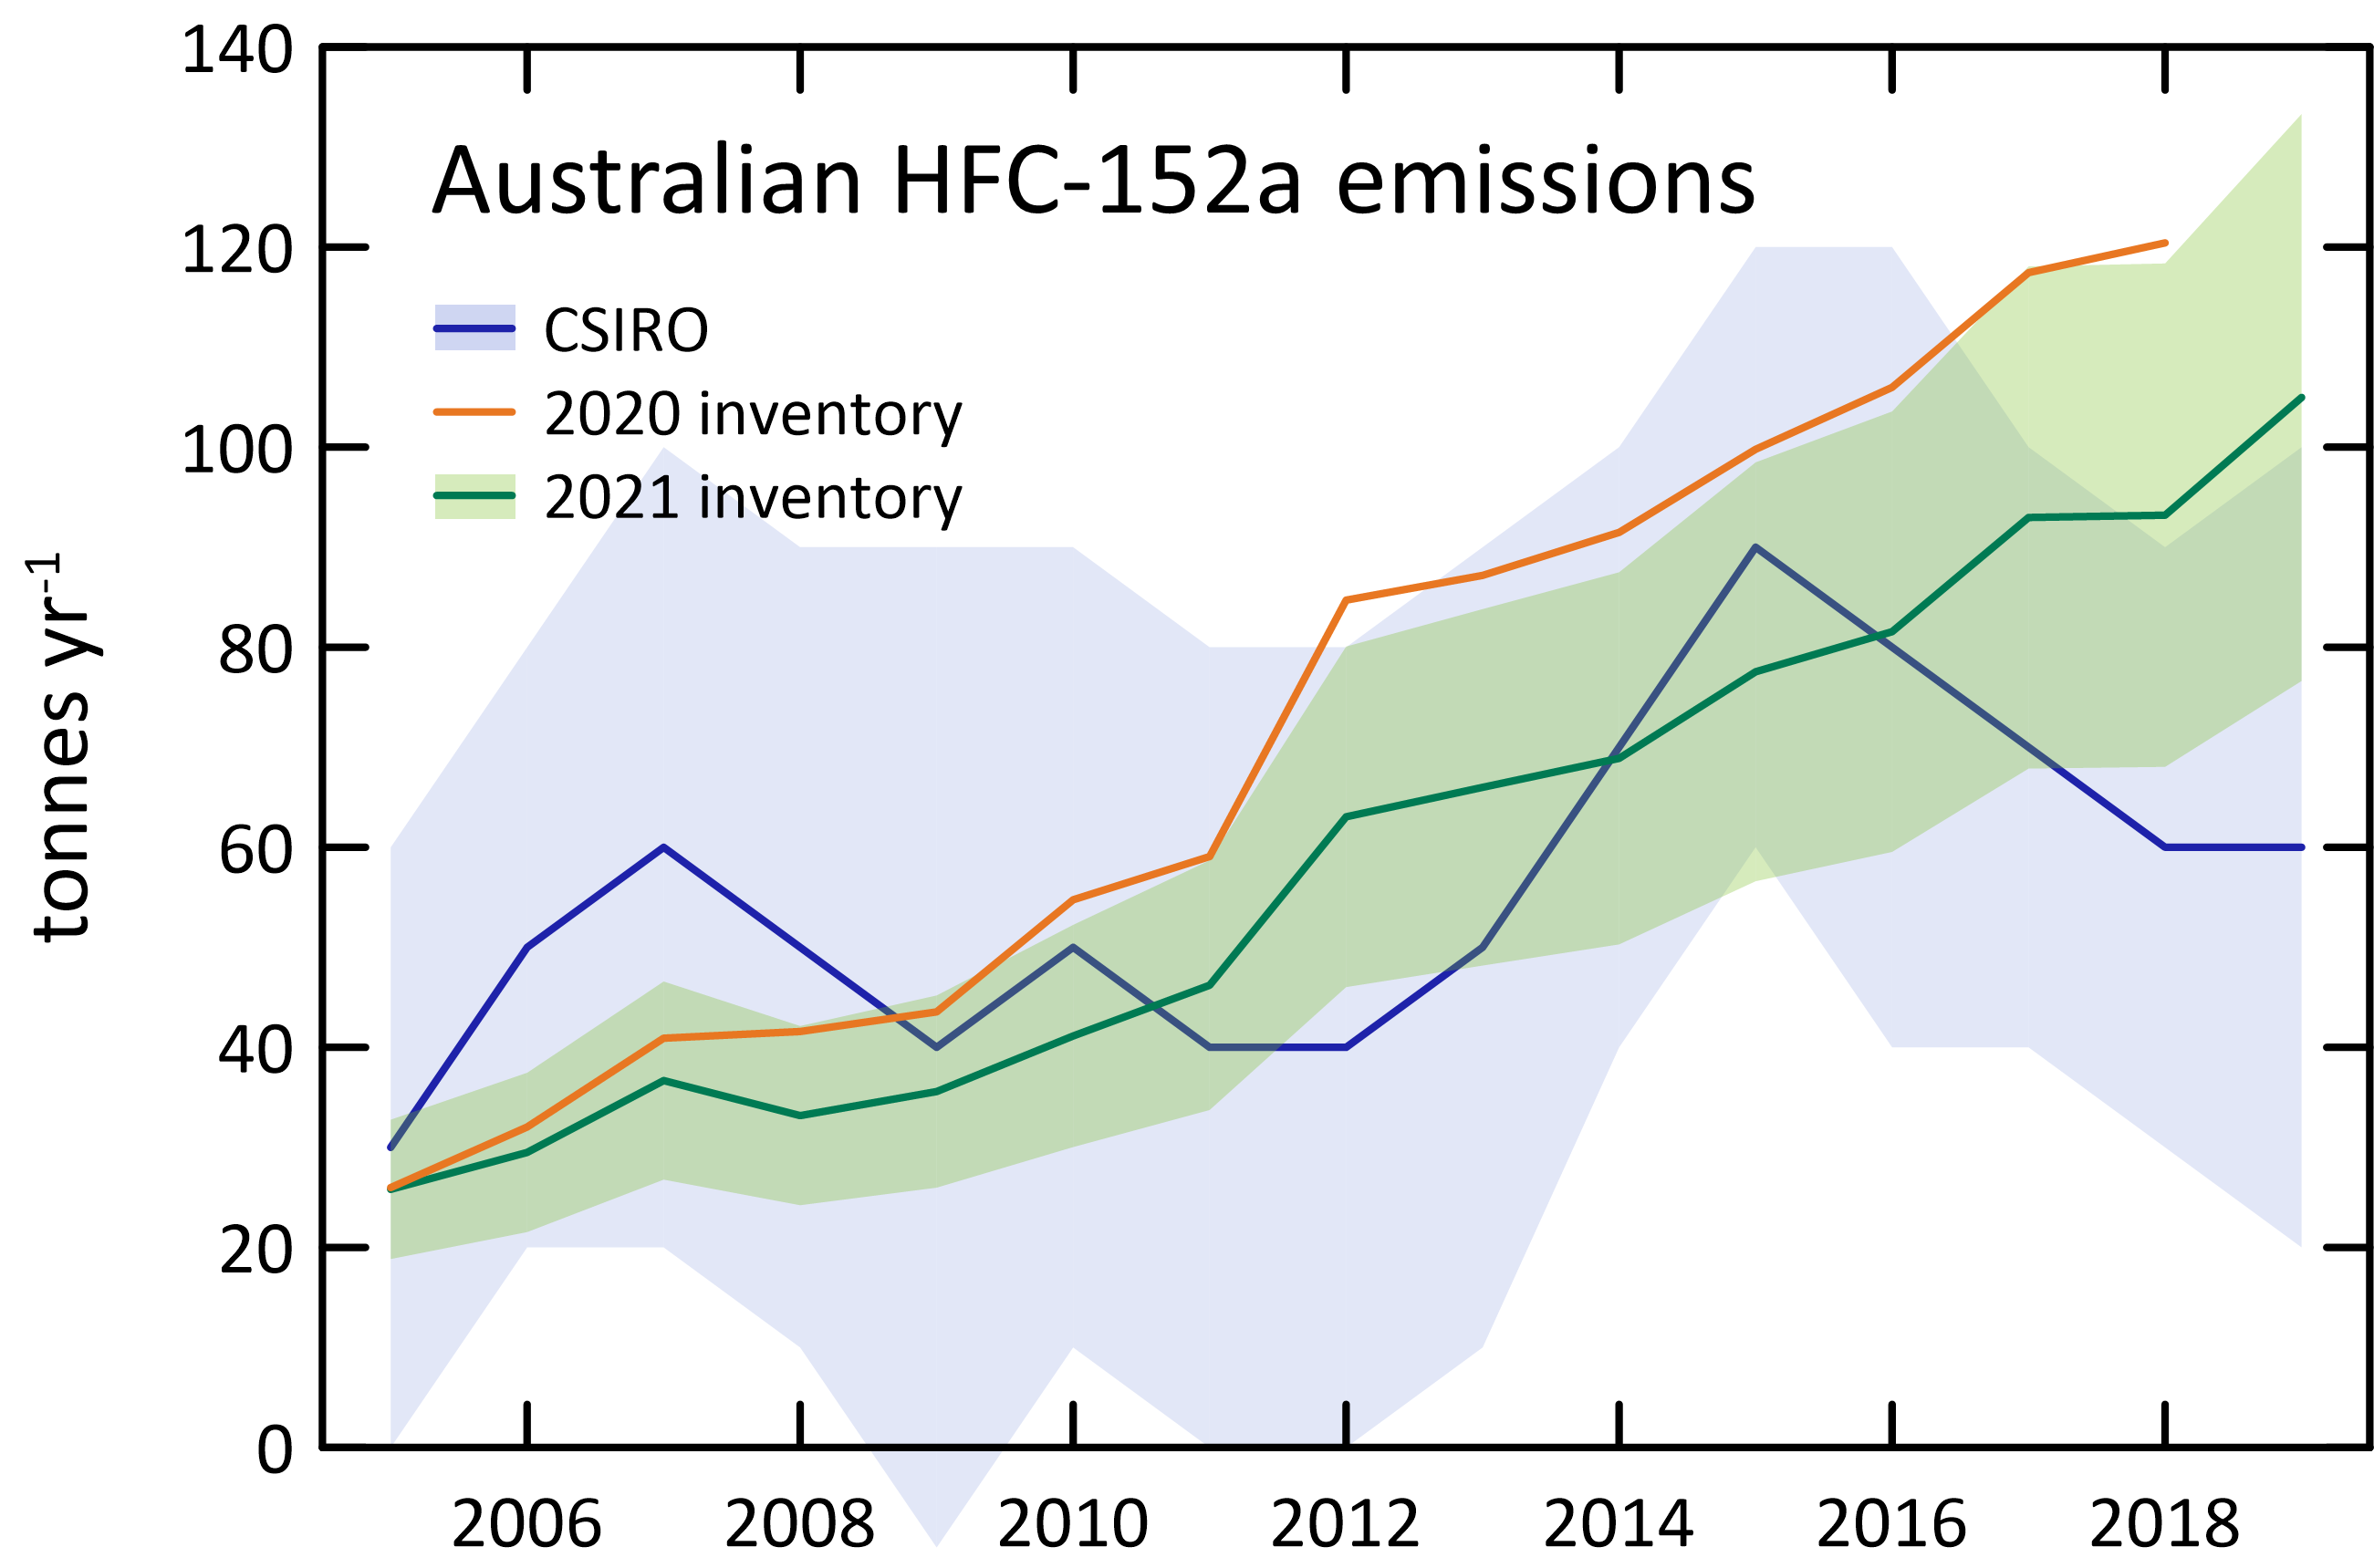 Australian HFC-152a emissions
CSIRO
2020 inventory
2021 inventory
tonnes yr⁻¹
140
120
100
80
60
40
20
0
2006 2008 2010 2012 2014 2016 2018